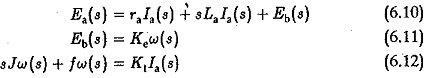 E_a(s) = r_a I_a(s) + sL_a I_a(s) + E_b(s) (6.10)
E_b(s) = K_e ω(s) (6.11)
sJω(s) + fω(s) = K_t I_a(s) (6.12)